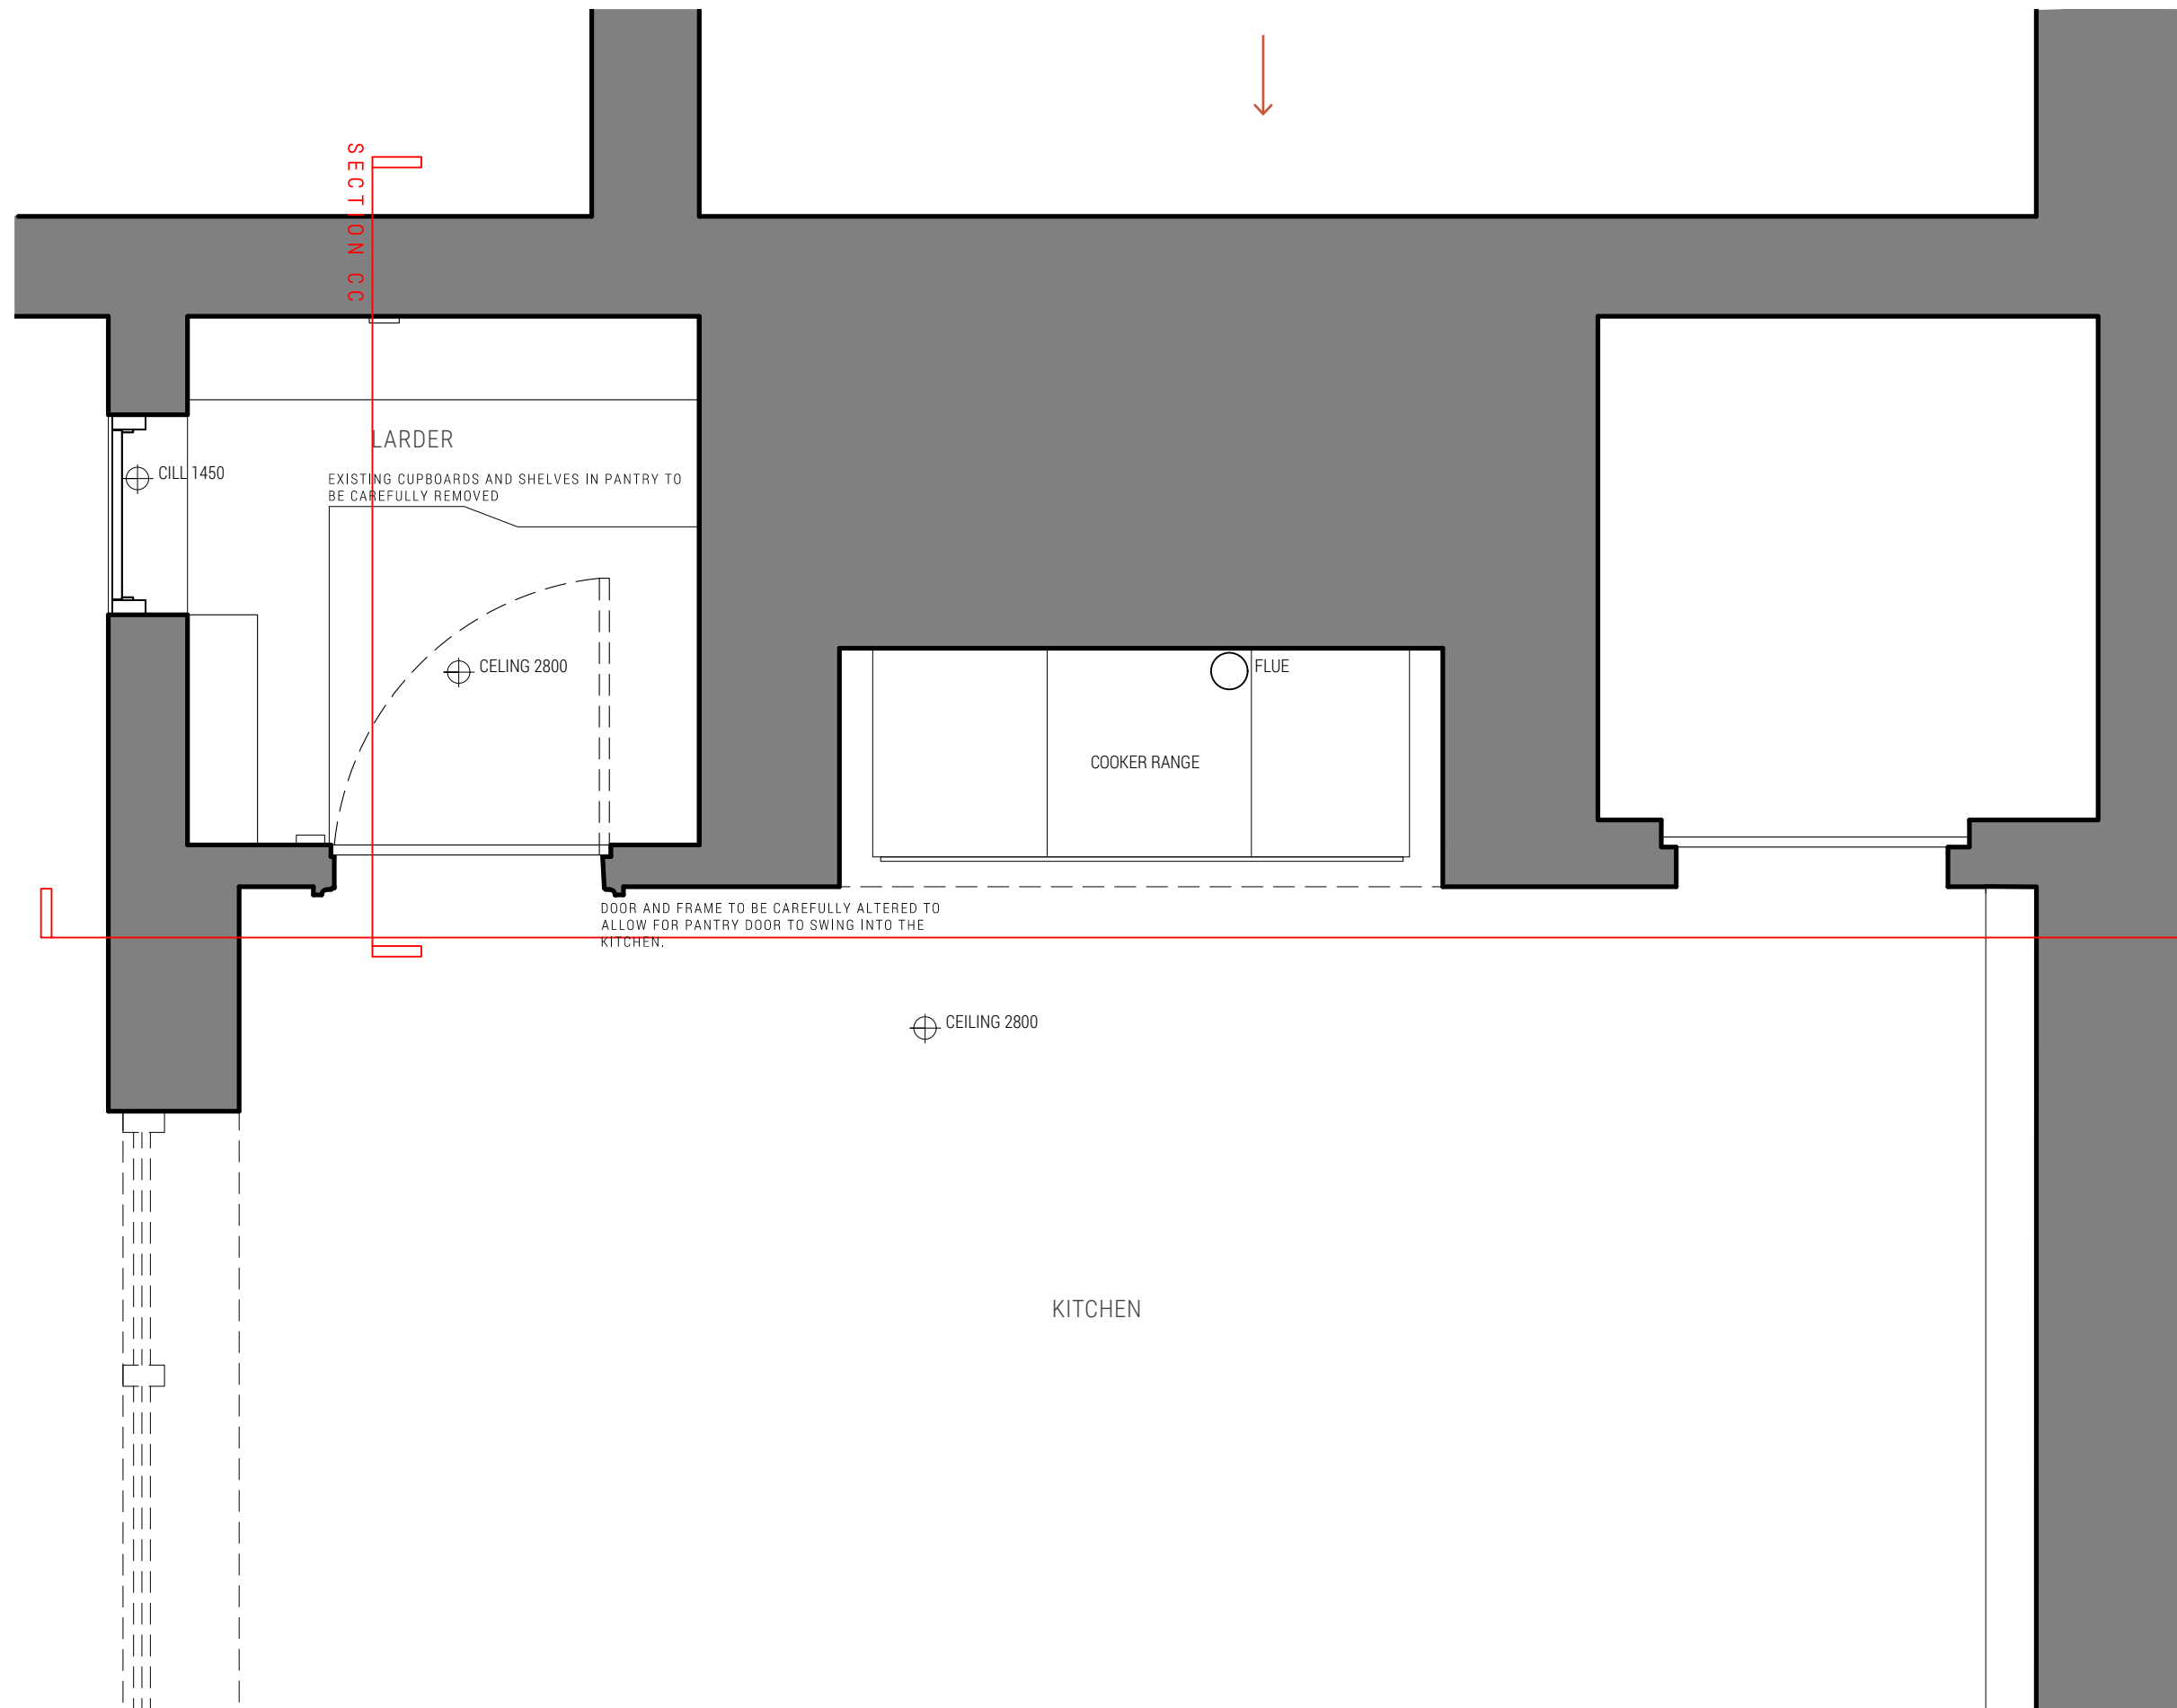 SECTION CC
LARDER
CILL 1450
EXISTING CUPBOARDS AND SHELVES IN PANTRY TO
BE CAREFULLY REMOVED
CELING 2800
FLUE
COOKER RANGE
DOOR AND FRAME TO BE CAREFULLY ALTERED TO
ALLOW FOR PANTRY DOOR TO SWING INTO THE
KITCHEN.
CEILING 2800
KITCHEN